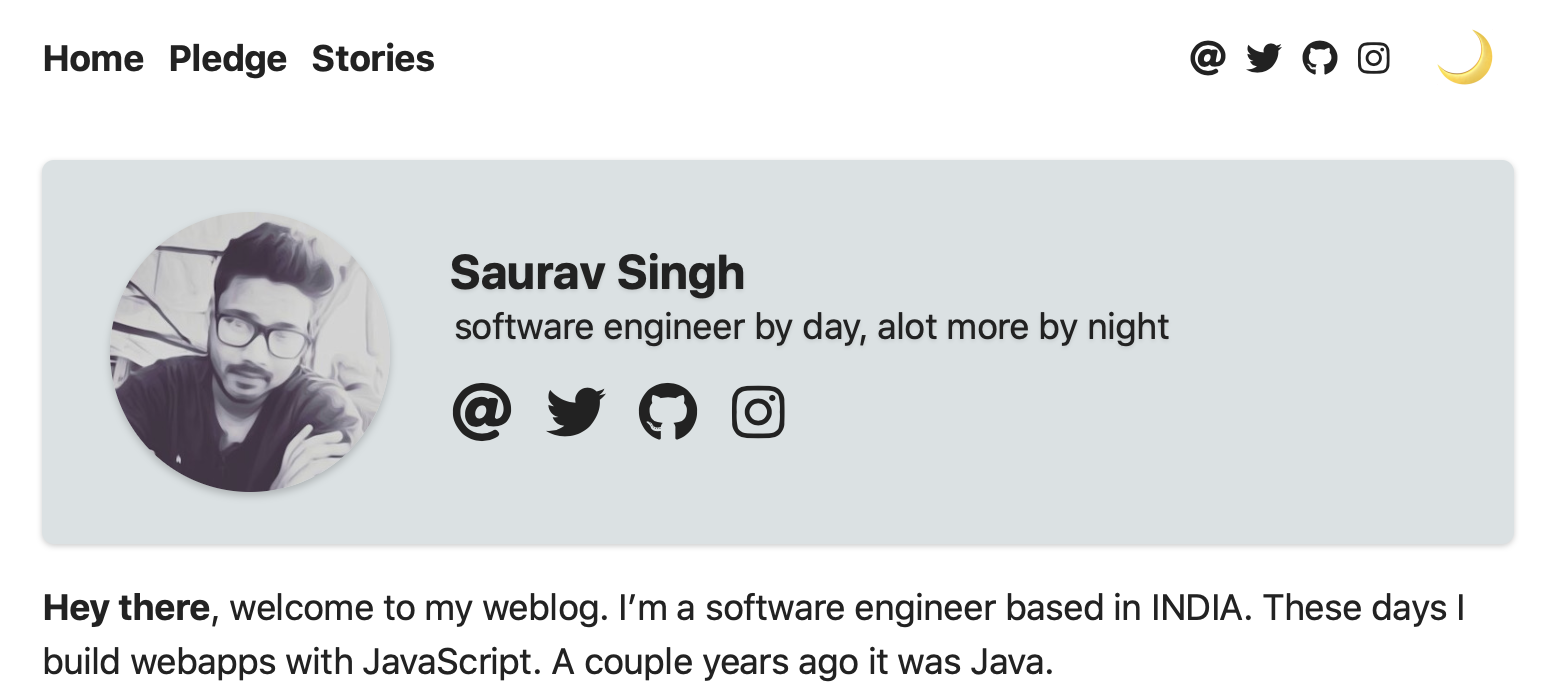 Home Pledge Stories
Saurav Singh
software engineer by day, alot more by night
Hey there, welcome to my weblog. I’m a software engineer based in INDIA. These days I
build webapps with JavaScript. A couple years ago it was Java.